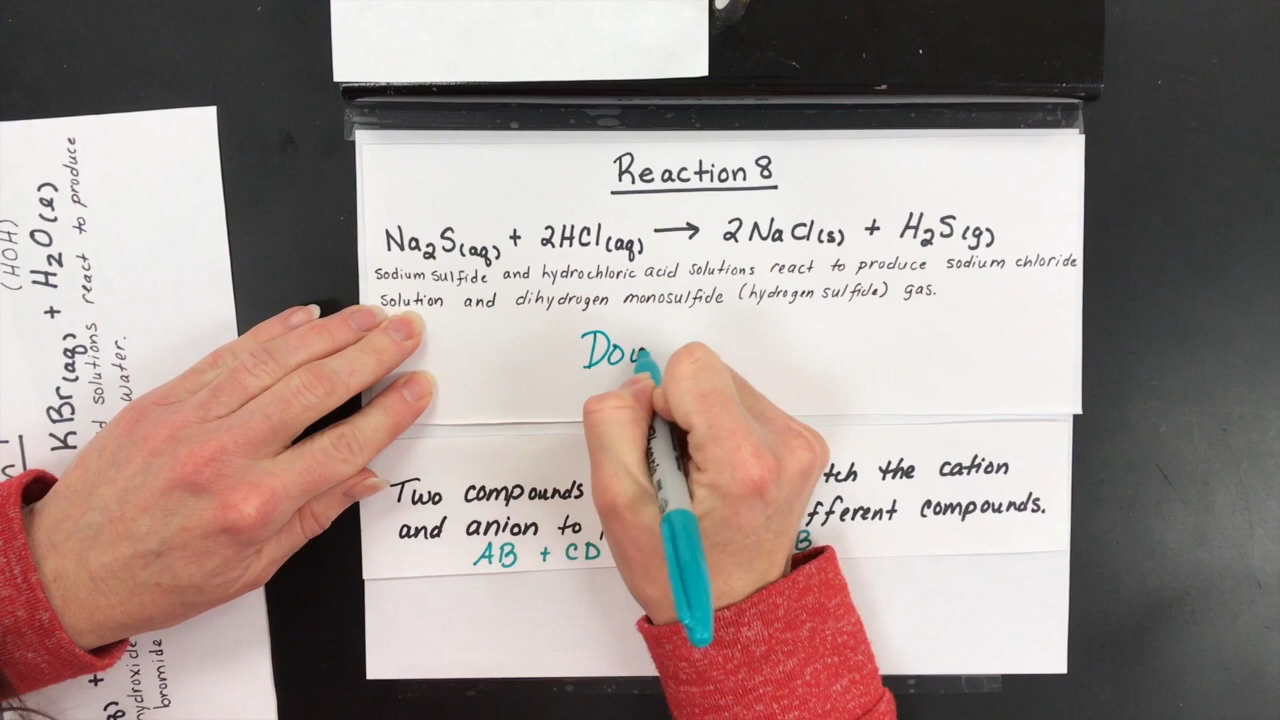 Reaction 8
Na₂S(aq) + 2HCl(aq) → 2NaCl(s) + H₂S(g)
Sodium sulfide and hydrochloric acid solutions react to produce sodium chloride
solution and dihydrogen monosulfide (hydrogen sulfide) gas.
Dou
Two compounds tch the cation
and anion to fferent compounds.
AB + CD B
(HOH)
KBr(aq) + H₂O(l)
solutions react to produce
water.
hydroxide
bromide